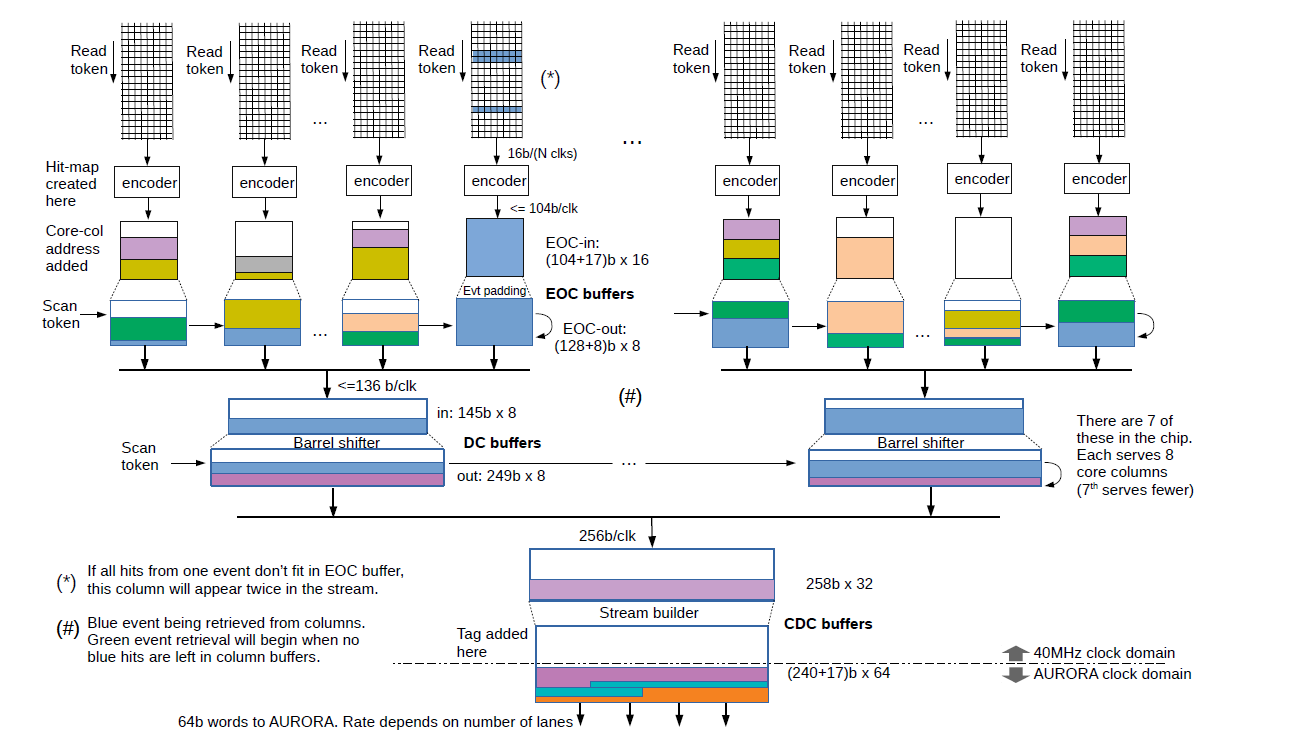 Read
token
Read
token
Read
token
Read
token
(*)
Read
token
Read
token
Read
token
Read
token
...
...
...
16b/(N clks)
Hit-map
created
here
encoder
encoder
encoder
encoder
encoder
encoder
encoder
encoder
<= 104b/clk
Core-col
address
added
EOC-in:
(104+17)b x 16
Evt padding
EOC buffers
Scan
token
...
EOC-out:
(128+8)b x 8
...
<=136 b/clk
(#)
in: 145b x 8
Barrel shifter
DC buffers
Barrel shifter
Scan
token
...
out: 249b x 8
There are 7 of
these in the chip.
Each serves 8
core columns
(7th serves fewer)
256b/clk
(*) If all hits from one event don't fit in EOC buffer,
this column will appear twice in the stream.
258b x 32
Stream builder
(#) Blue event being retrieved from columns.
Green event retrieval will begin when no
blue hits are left in column buffers.
CDC buffers
Tag added
here
40MHz clock domain
(240+17)b x 64
AURORA clock domain
64b words to AURORA. Rate depends on number of lanes